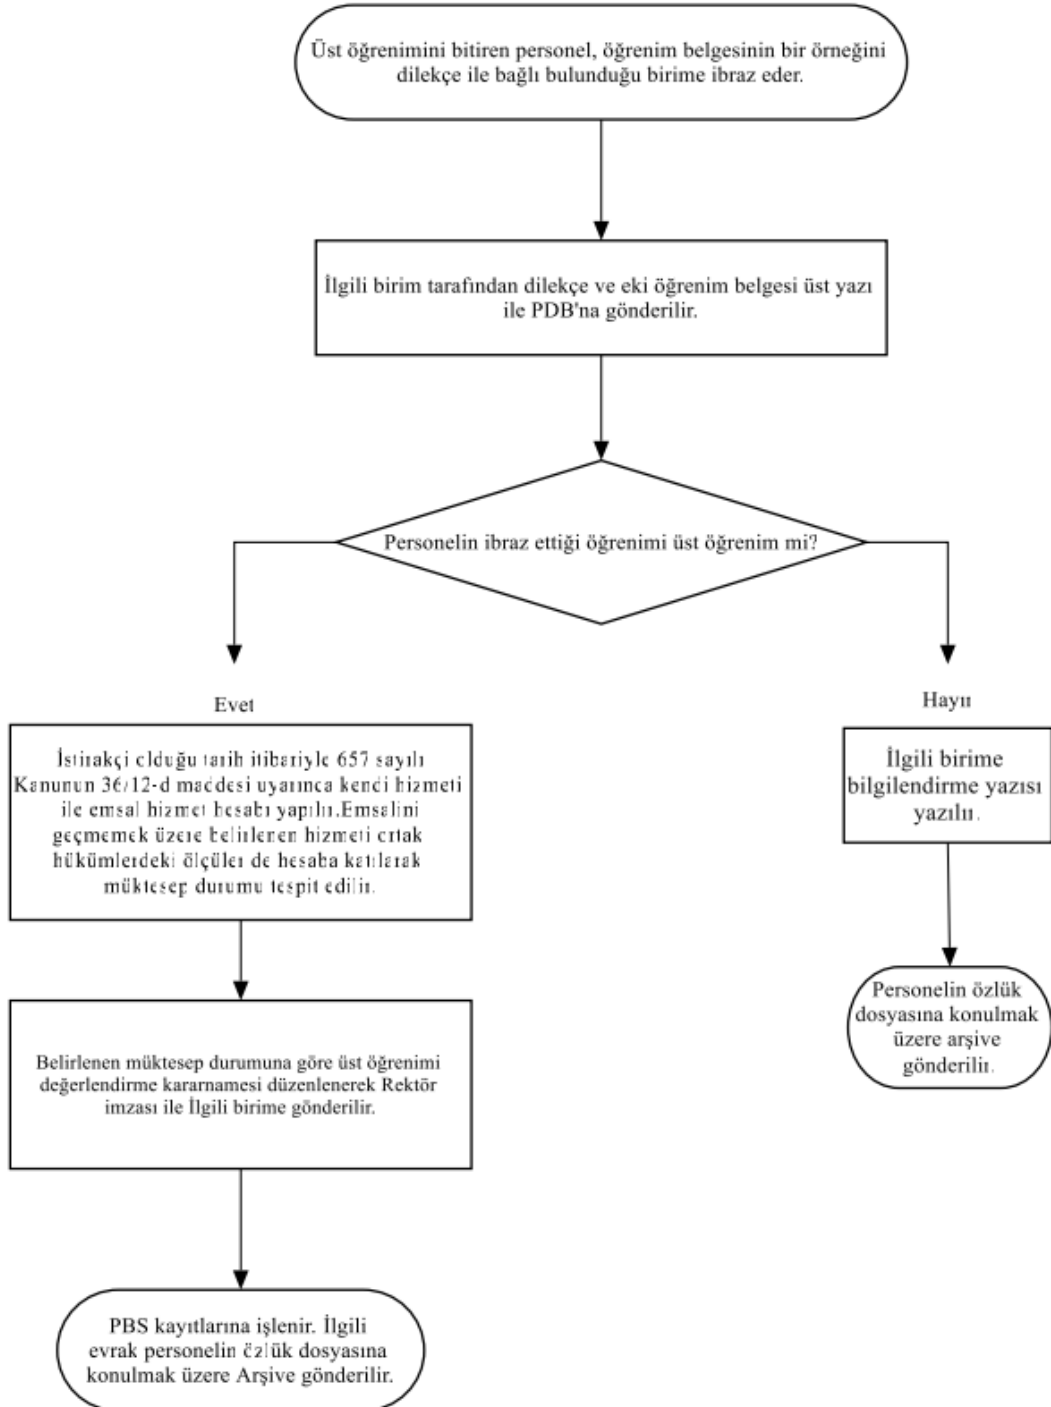 Üst öğrenimini bitiren personel, öğrenim belgesinin bir örneğini
dilekçe ile bağlı bulunduğu birime ibraz eder.
İlgili birim tarafından dilekçe ve eki öğrenim belgesi üst yazı
ile PDB'na gönderilir.
Personelin ibraz ettiği öğrenimi üst öğrenim mi?
Evet
İştirakçi olduğu tarih itibariyle 657 sayılı
Kanunun 36/12-d maddesi uyarınca kendi hizmeti
ile emsal hizmet hesabı yapılır.Emsalini
geçmemek üzere belirlenen hizmeti ortak
hükümlerdeki ölçüler de hesaba katılarak
müktesep durumu tespit edilir.
Belirlenen müktesep durumuna göre üst öğrenimi
değerlendirme kararnamesi düzenlenerek Rektör
imzası ile İlgili birime gönderilir.
PBS kayıtlarına işlenir. İlgili
evrak personelin özlük dosyasına
konulmak üzere Arşive gönderilir.
Hayır
İlgili birime
bilgilendirme yazısı
yazılır.
Personelin özlük
dosyasına konulmak
üzere arşive
gönderilir.